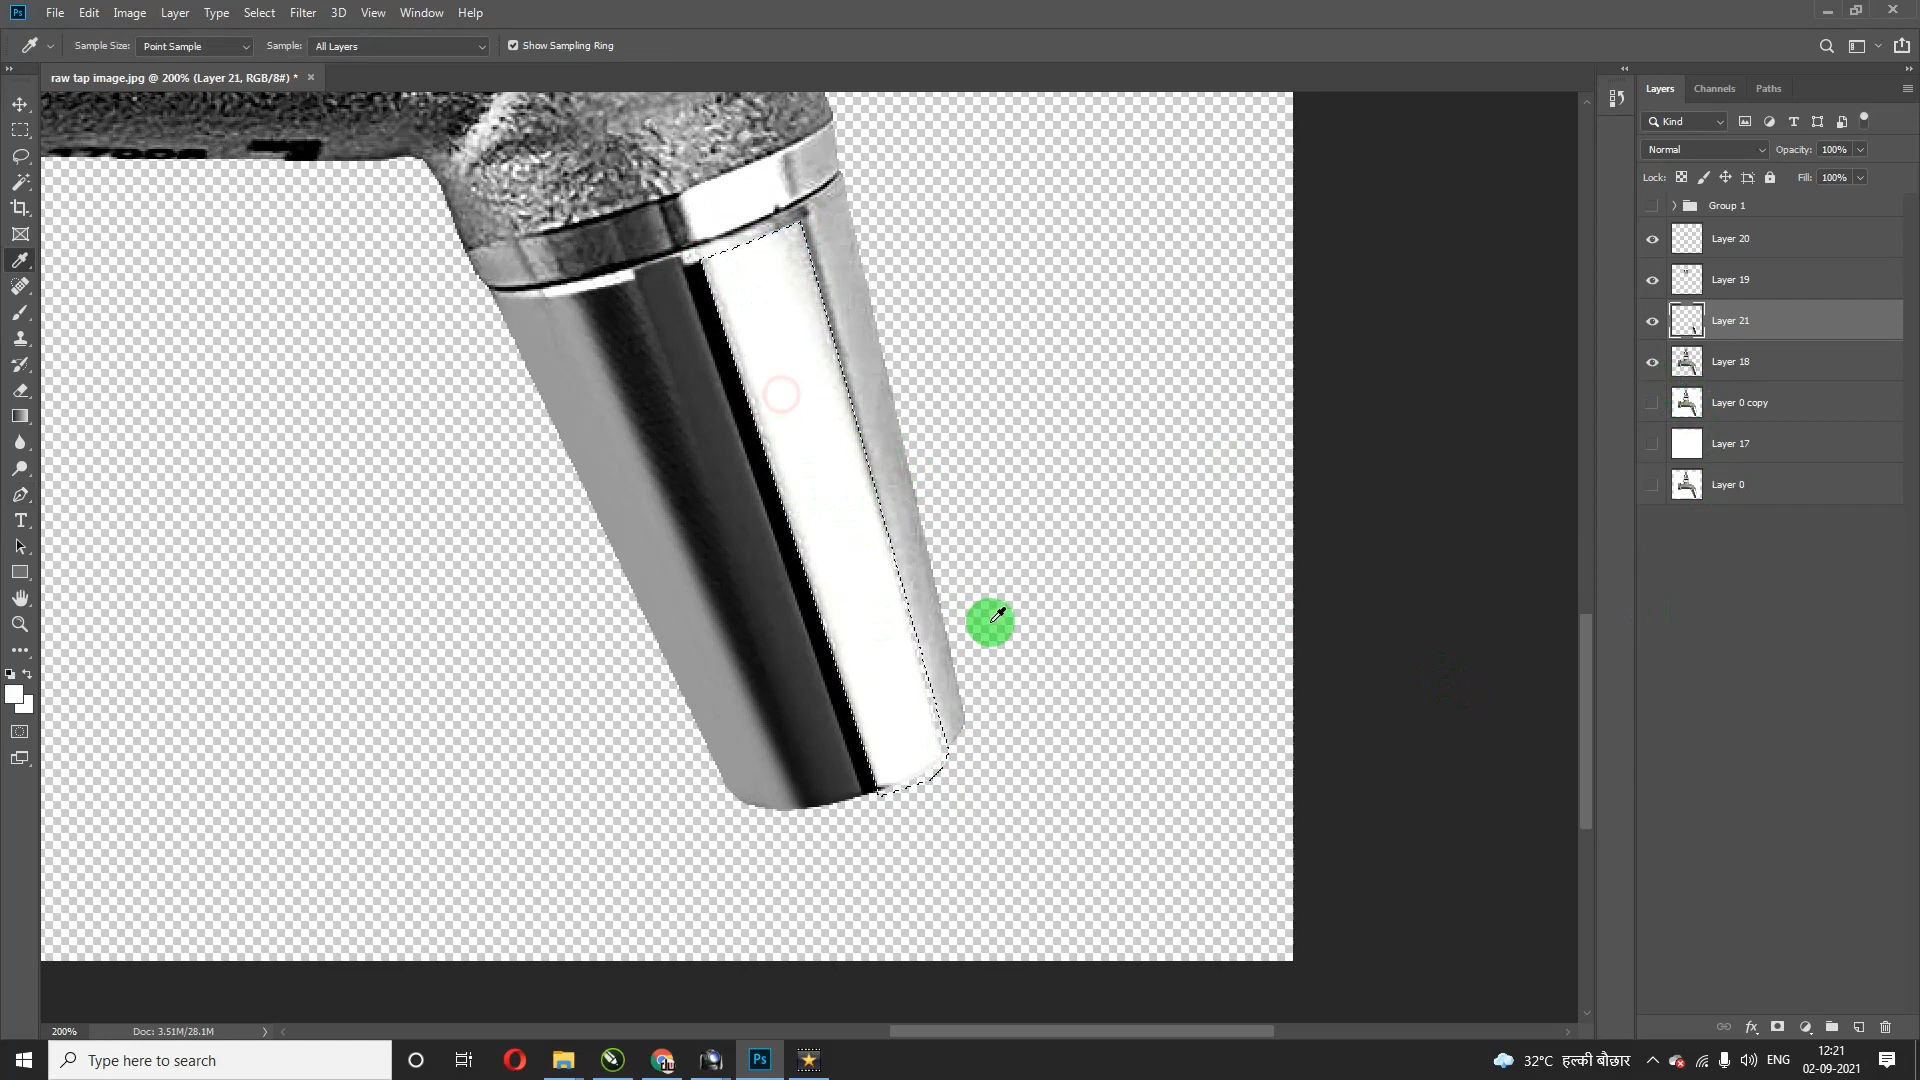 Ps File Edit Image Layer Type Select Filter 3D View Window Help
Sample Size: Point Sample Sample: All Layers Show Sampling Ring
raw tap image.jpg @ 200% (Layer 21, RGB/8#) *
Layers Channels Paths
Kind
Normal Opacity: 100%
Lock: Fill: 100%
Group 1
Layer 20
Layer 19
Layer 21
Layer 18
Layer 0 copy
Layer 17
Layer 0
200% Doc: 3.51M/28.1M
Type here to search
32°C हल्की बौछार
ENG
12:21
02-09-2021